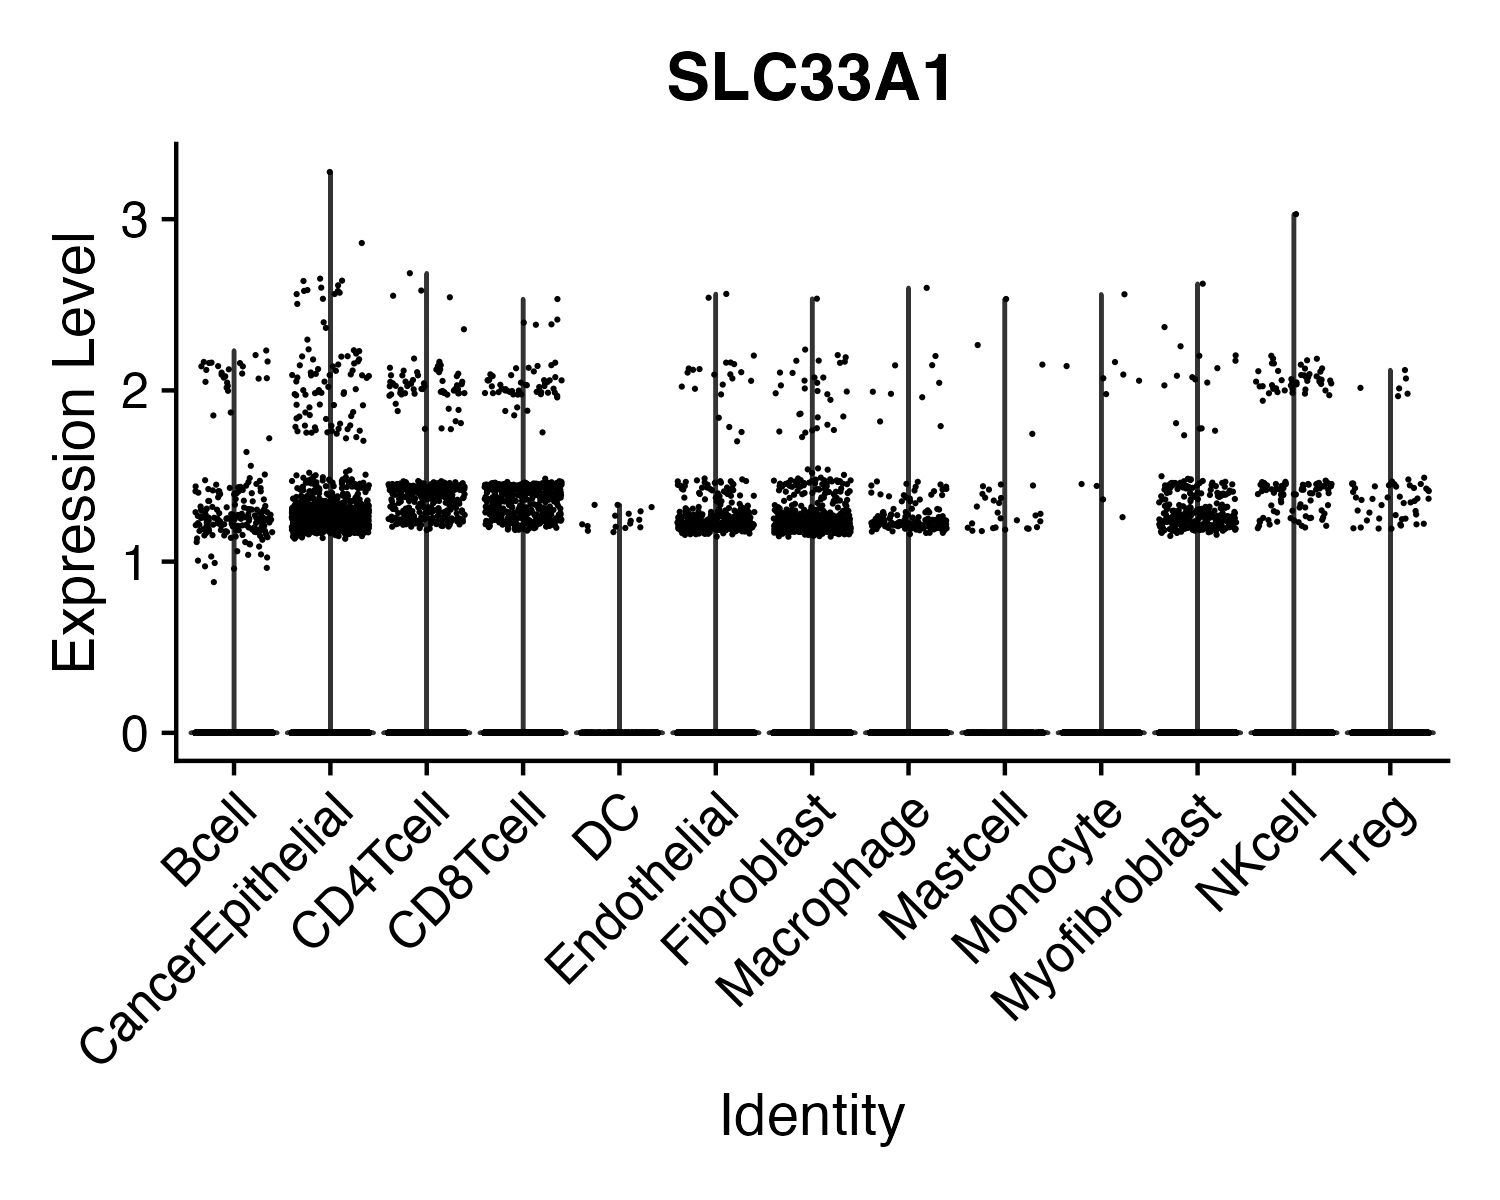 SLC33A1
Expression Level
3
2
1
0
Bcell
CancerEpithelial
CD4Tcell
CD8Tcell
DC
Endothelial
Fibroblast
Macrophage
Mastcell
Monocyte
Myofibroblast
NKcell
Treg
Identity